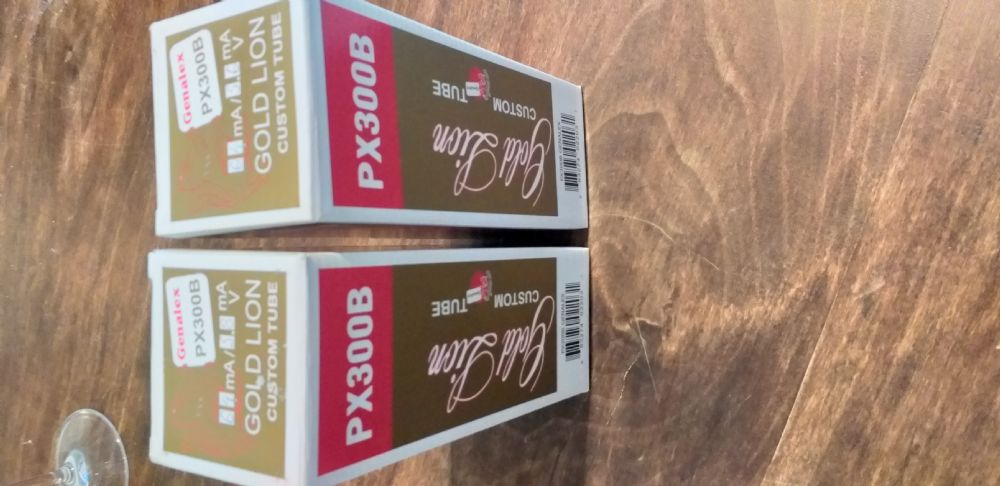 Genalex
PX300B
mA/
mA
V
GOLD LION
CUSTOM TUBE
PX300B
CUSTOM
TUBE
Gold Lion
Genalex
PX300B
mA/
mA
V
GOLD LION
CUSTOM TUBE
PX300B
CUSTOM
TUBE
Gold Lion